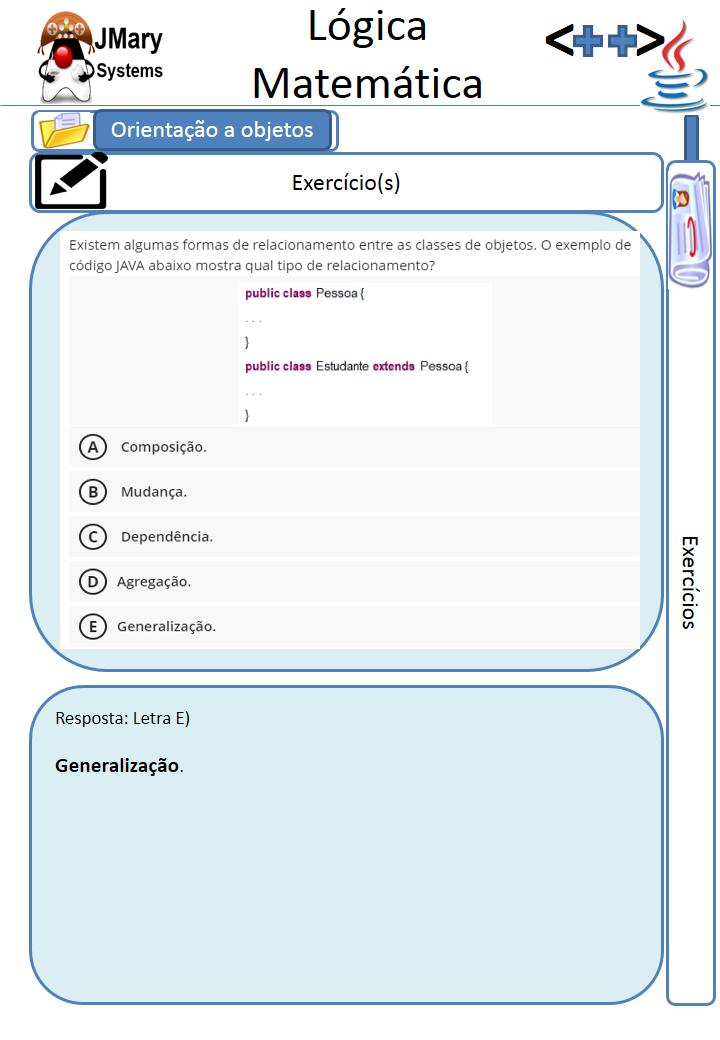 JMary
Systems
Lógica
Matemática
<++>
Orientação a objetos
Exercício(s)
Existem algumas formas de relacionamento entre as classes de objetos. O exemplo de
código JAVA abaixo mostra qual tipo de relacionamento?
public class Pessoa {
. . .
}
public class Estudante extends Pessoa {
. . .
}
A Composição.
B Mudança.
C Dependência.
D Agregação.
E Generalização.
Exercícios
Resposta: Letra E)
Generalização.